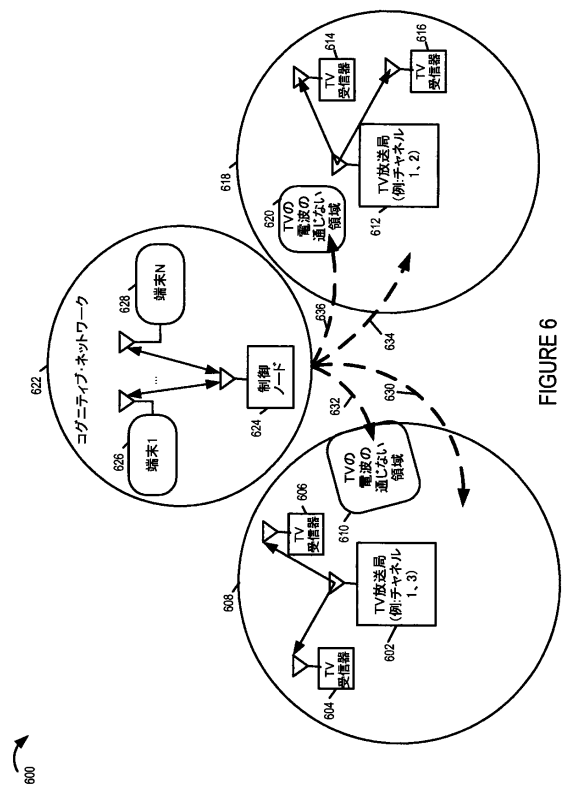 600
622
コグニティブ・ネットワーク
626
端末1
628
端末N
...
624
制御
ノード
608
604
TV
受信器
606
TV
受信器
602
TV放送局
(例:チャネル
1、3)
610
TVの
電波の
通じない
領域
632
630
636
634
618
620
TVの
電波の
通じない
領域
612
TV放送局
(例:チャネル
1、2)
614
TV
受信器
616
TV
受信器
FIGURE 6